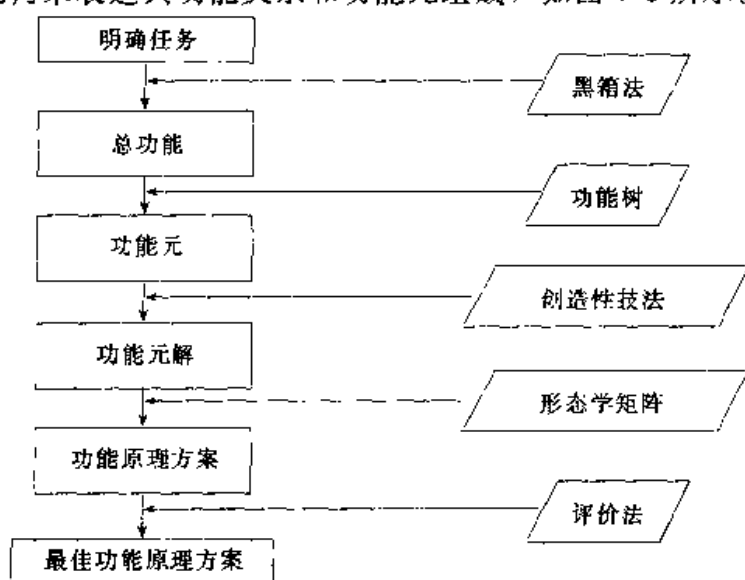 明确任务
黑箱法
总功能
功能树
功能元
创造性技法
功能元解
形态学矩阵
功能原理方案
评价法
最佳功能原理方案